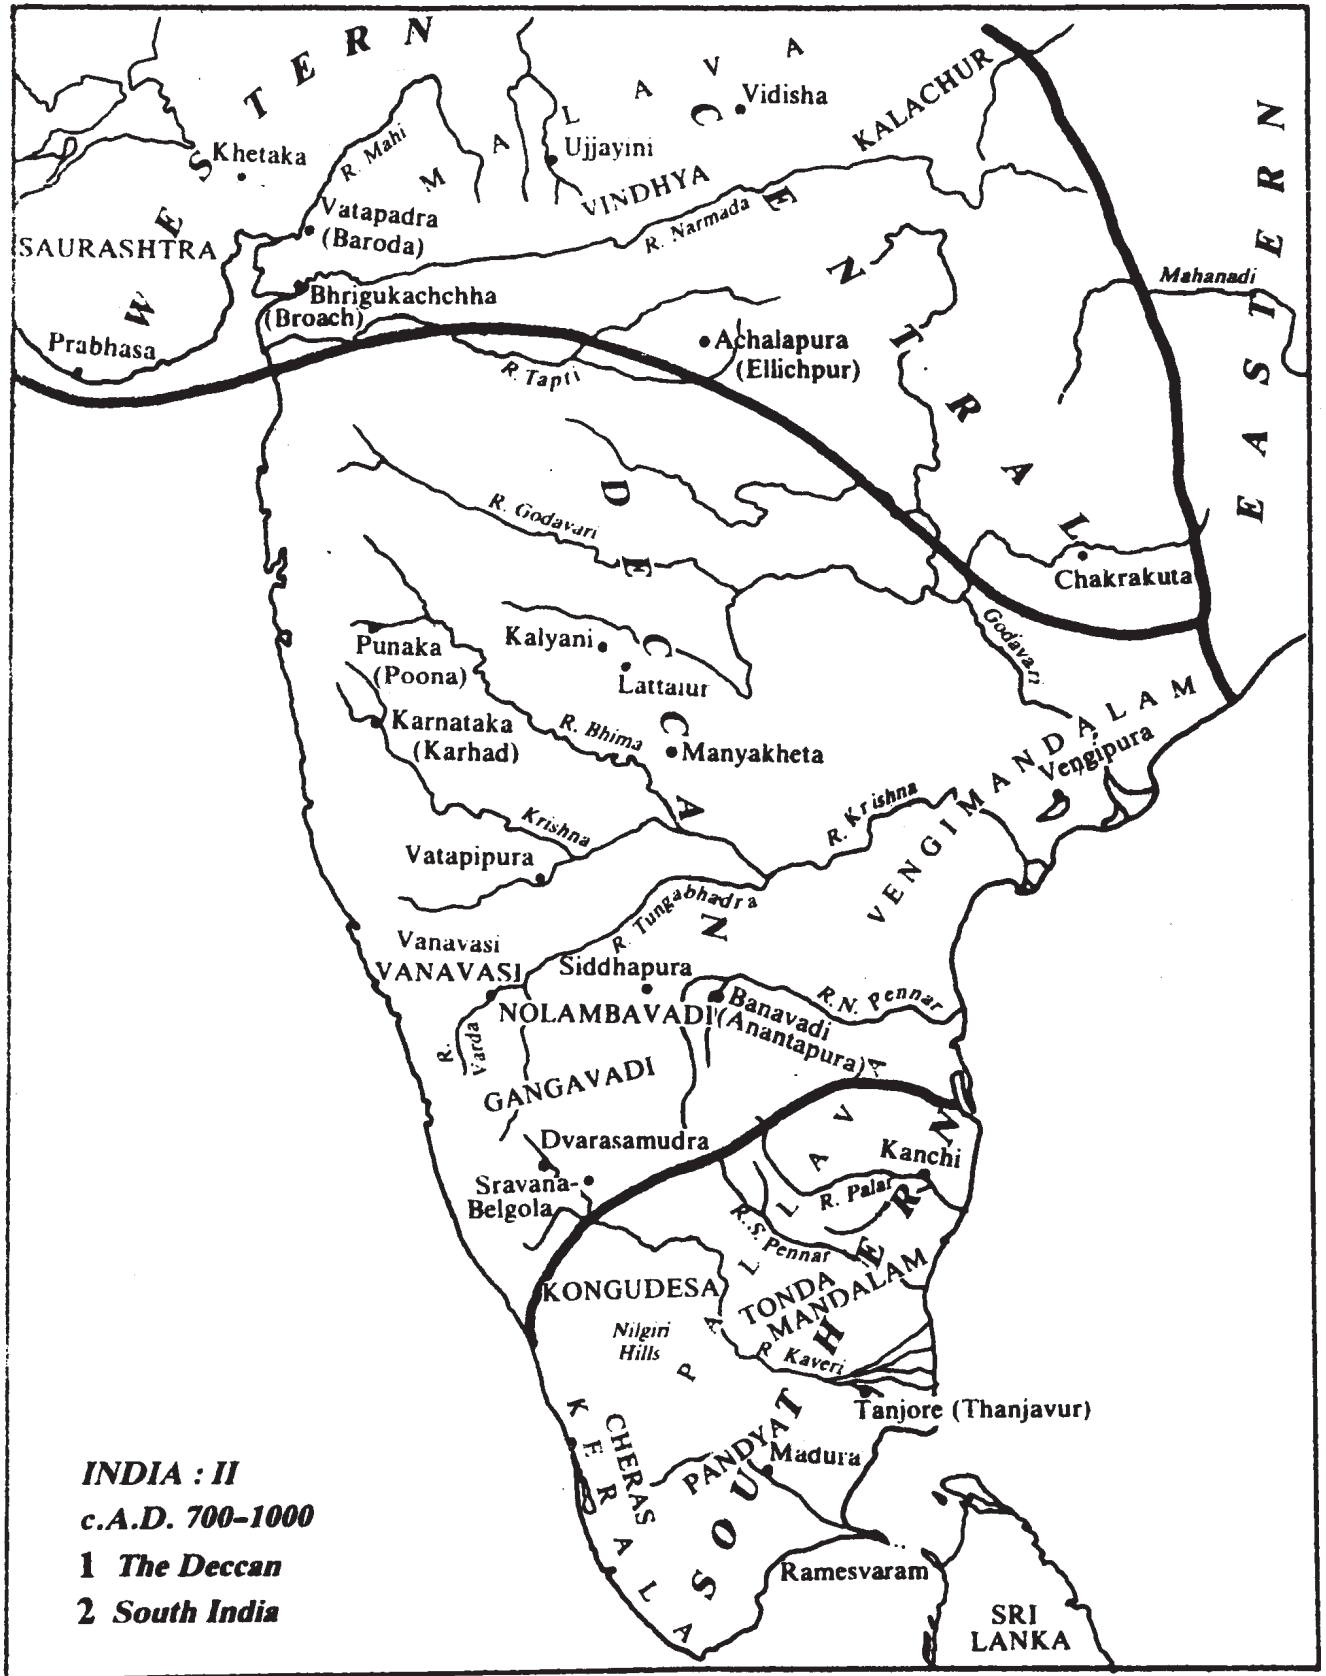 WESTERN
MALAVA
Vidisha
KALACHUR
Khetaka
R. Mahi
Ujjayini
VINDHYA
CENTRAL
EASTERN
Vatapadra
(Baroda)
R. Narmada
SAURASHTRA
Mahanadi
Bhrigukachchha
(Broach)
Prabhasa
Achalapura
(Ellichpur)
R. Tapti
DECCAN
R. Godavari
Chakrakuta
Godavari
Punaka
(Poona)
Kalyani
Lattalur
Karnataka
(Karhad)
R. Bhima
Manyakheta
VENGIMANDALAM
Vengipura
Krishna
R. Krishna
Vatapipura
R. Tungabhadra
Vanavasi
VANAVASI
Siddhapura
NOLAMBAVADI
Banavadi
(Anantapura)
R.N. Pennar
R. Varda
GANGAVADI
Dvarasamudra
PALLAVA
Kanchi
Sravana-
Belgola
R. Palar
R.S. Pennar
SOUTHERN
KONGUDESA
TONDA
MANDALAM
Nilgiri
Hills
R Kaveri
Tanjore (Thanjavur)
KERALA
CHERAS
PANDYA
Madura
INDIA : II
c.A.D. 700–1000
1 The Deccan
2 South India
Ramesvaram
SRI
LANKA